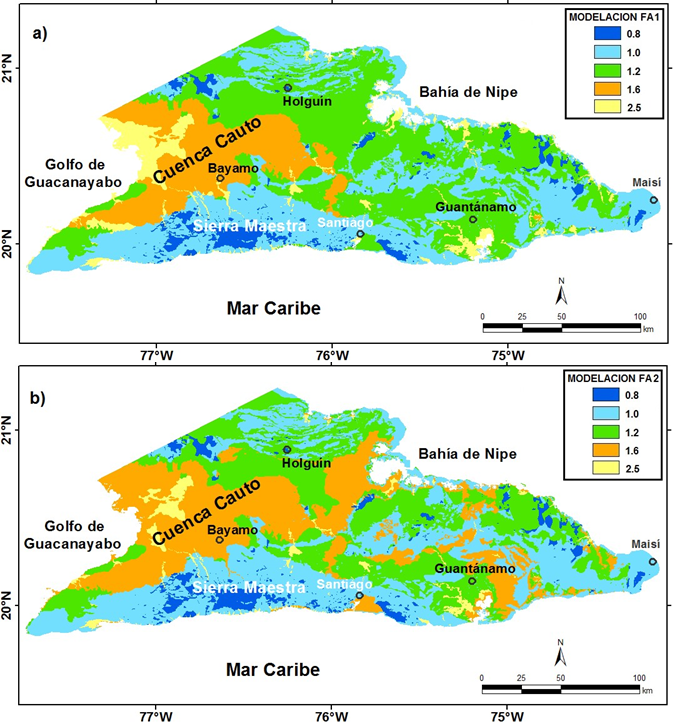 a)
MODELACION FA1
0.8
1.0
1.2
1.6
2.5
21°N
Bahía de Nipe
Holguín
Cuenca Cauto
Golfo de
Guacanayabo
Bayamo
Maisí
Guantánamo
Sierra Maestra
Santiago
20°N
N
Mar Caribe
0 25 50 100
km
77°W 76°W 75°W
b)
MODELACION FA2
0.8
1.0
1.2
1.6
2.5
21°N
Bahía de Nipe
Holguín
Cuenca Cauto
Golfo de
Guacanayabo
Bayamo
Maisí
Guantánamo
Sierra Maestra
Santiago
20°N
N
Mar Caribe
0 25 50 100
km
77°W 76°W 75°W